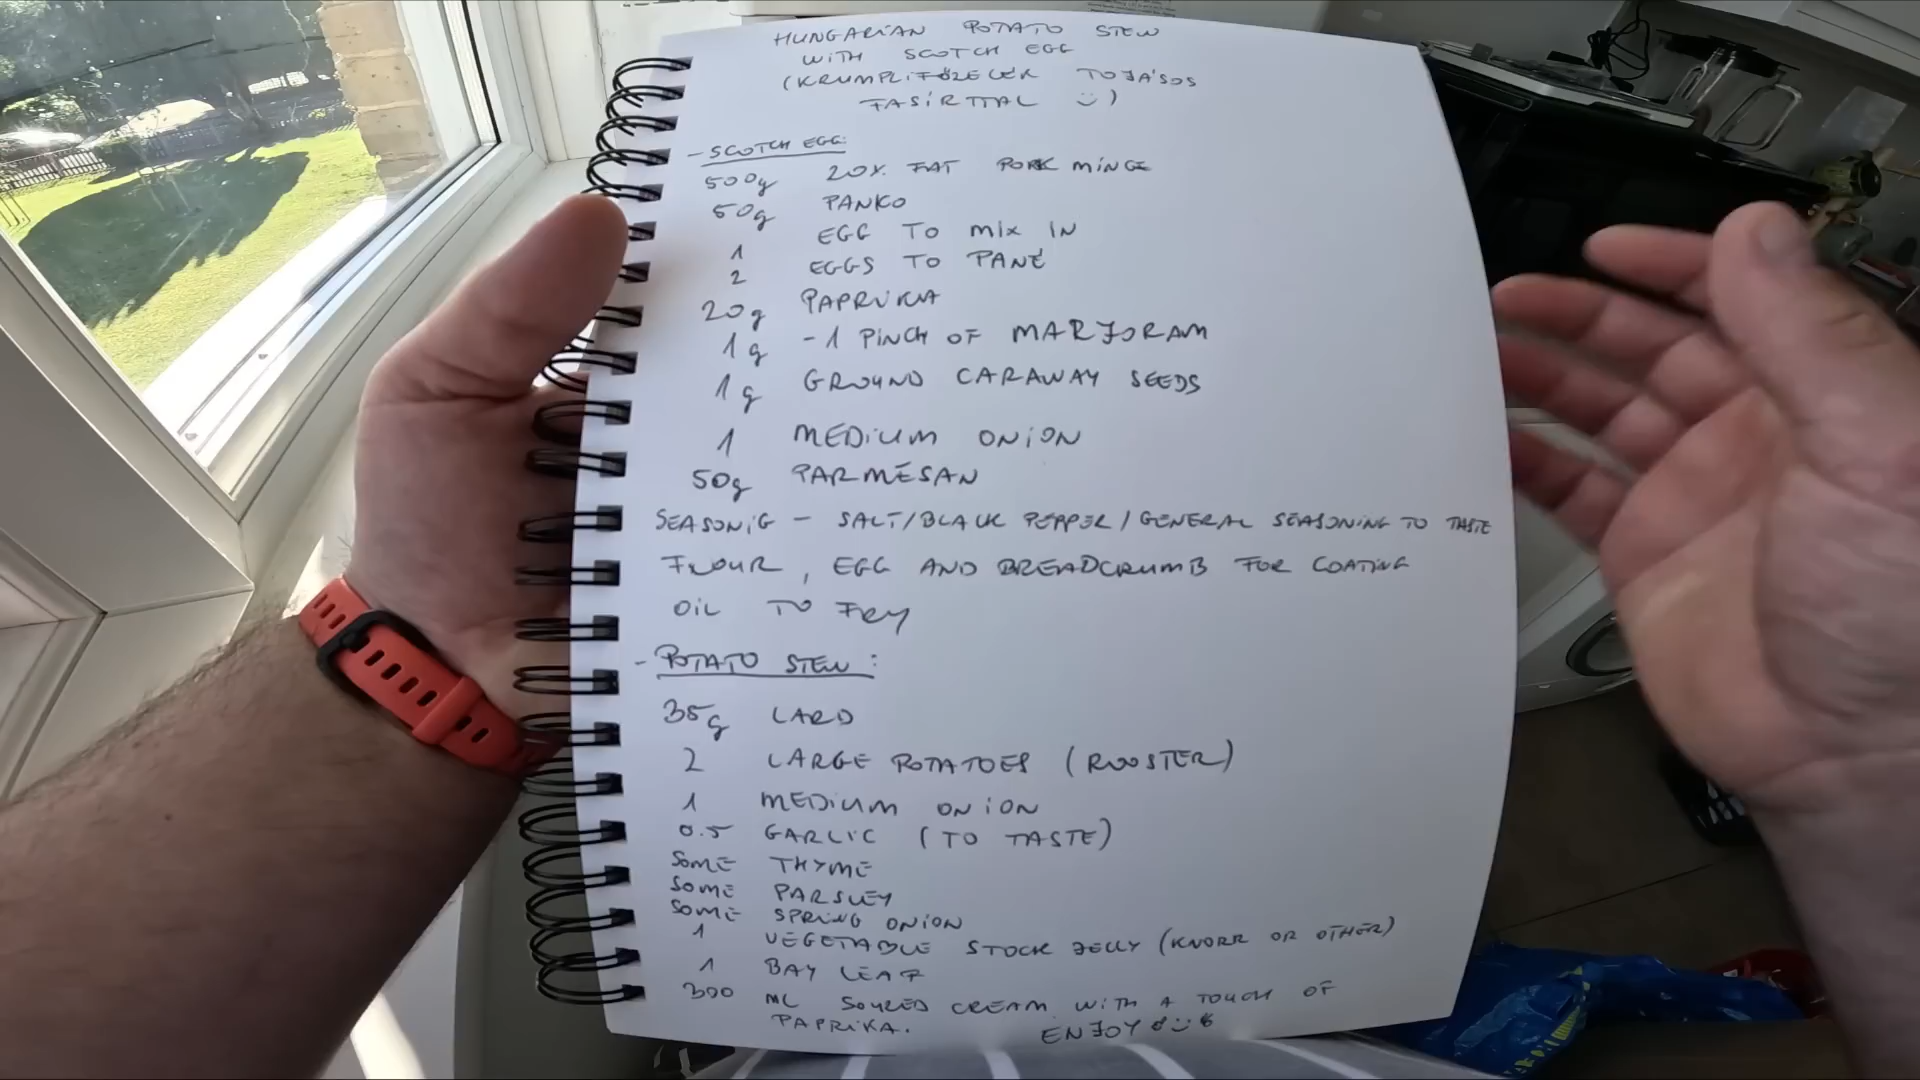 HUNGARIAN POTATO STEW
WITH SCOTCH EGG
(KRUMPLIFŐZELÉK TOJÁSOS
FASÍRTTAL :))
- SCOTCH EGG:
500g 20% FAT PORK MINCE
50g PANKO
1 EGG TO MIX IN
2 EGGS TO PANÉ
20g PAPRIKA
1g - 1 PINCH OF MARJORAM
1g GROUND CARAWAY SEEDS
1 MEDIUM ONION
50g PARMESAN
SEASONIG - SALT/BLACK PEPPER/GENERAL SEASONING TO TASTE
FLOUR, EGG AND BREADCRUMB FOR COATING
OIL TO FRY
- POTATO STEW:
35g LARD
2 LARGE POTATOES (ROOSTER)
1 MEDIUM ONION
0.5 GARLIC (TO TASTE)
SOME THYME
SOME PARSLEY
SOME SPRING ONION
1 VEGETABLE STOCK JELLY (KNORR OR OTHER)
1 BAY LEAF
300 ML SOURED CREAM WITH A TOUCH OF
PAPRIKA. ENJOY